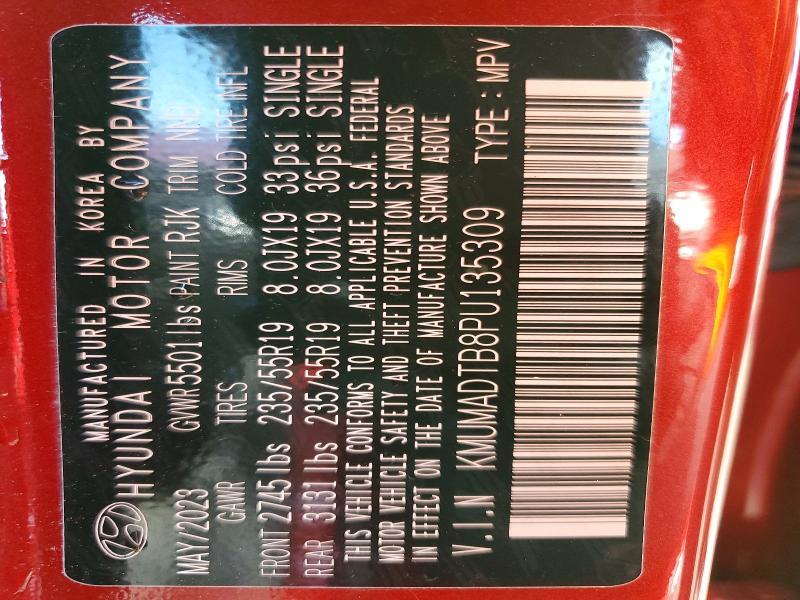 MANUFACTURED IN KOREA BY
HYUNDAI MOTOR COMPANY
MAY/2023 GVWR 5501 lbs PAINT RJK TRIM NNB
GAWR TIRES RMS COLD TIRE INFL
FRONT 2745 lbs 235/55R19 8.0JX19 33psi SINGLE
REAR 3131 lbs 235/55R19 8.0JX19 36psi SINGLE
THIS VEHICLE CONFORMS TO ALL APPLICABLE U.S.A. FEDERAL
MOTOR VEHICLE SAFETY AND THEFT PREVENTION STANDARDS
IN EFFECT ON THE DATE OF MANUFACTURE SHOWN ABOVE
V.I.N KMUMADTB8PU135309 TYPE : MPV